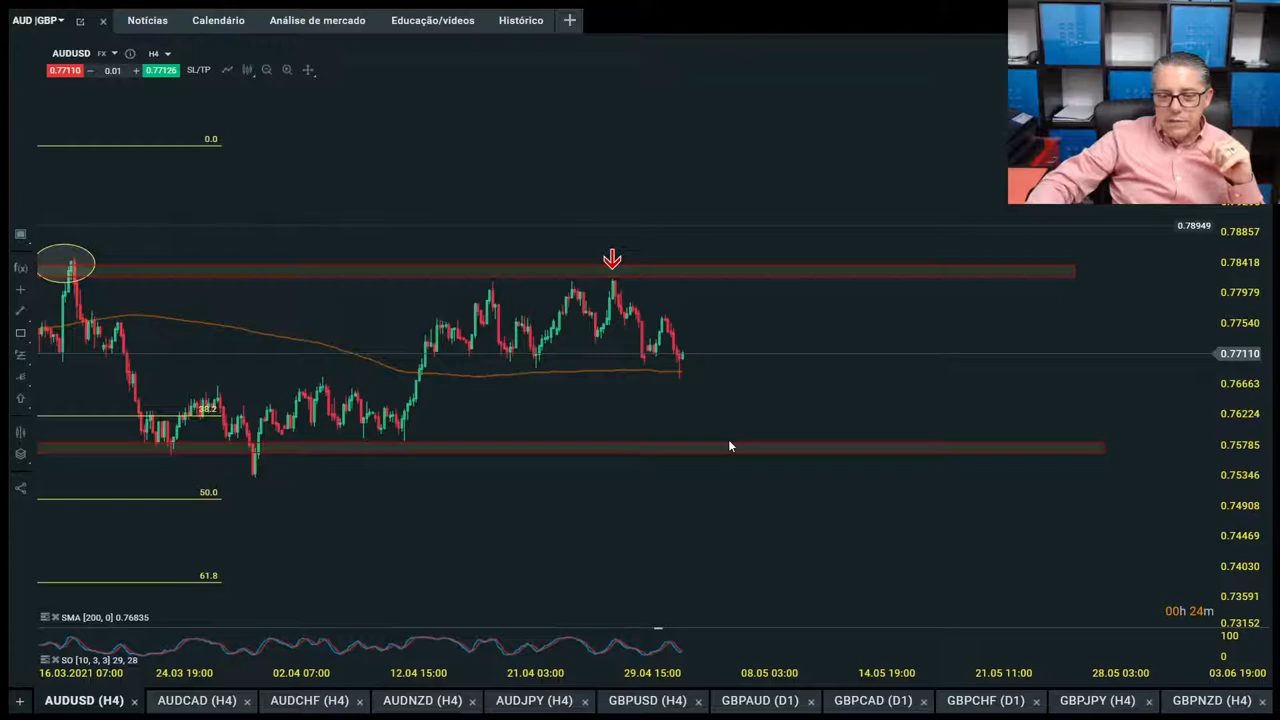 AUD |GBP
Notícias
Calendário
Análise de mercado
Educação/videos
Histórico
AUDUSD FX H4
0.77110 0.01 0.77125 SL/TP
0.0
38.2
50.0
61.8
0.78949
0.78857
0.78418
0.77979
0.77540
0.77110
0.76663
0.76224
0.75785
0.75346
0.74908
0.74469
0.74030
0.73591
0.73152
00h 24m
SMA [200, 0] 0.76835
100
0
SO [10, 3, 3] 29, 28
16.03.2021 07:00 24.03 19:00 02.04 07:00 12.04 15:00 21.04 03:00 29.04 15:00 08.05 03:00 14.05 19:00 21.05 11:00 28.05 03:00 03.06 19:00
AUDUSD (H4) AUDCAD (H4) AUDCHF (H4) AUDNZD (H4) AUDJPY (H4) GBPUSD (H4) GBPAUD (D1) GBPCAD (D1) GBPCHF (D1) GBPJPY (H4) GBPNZD (H4)